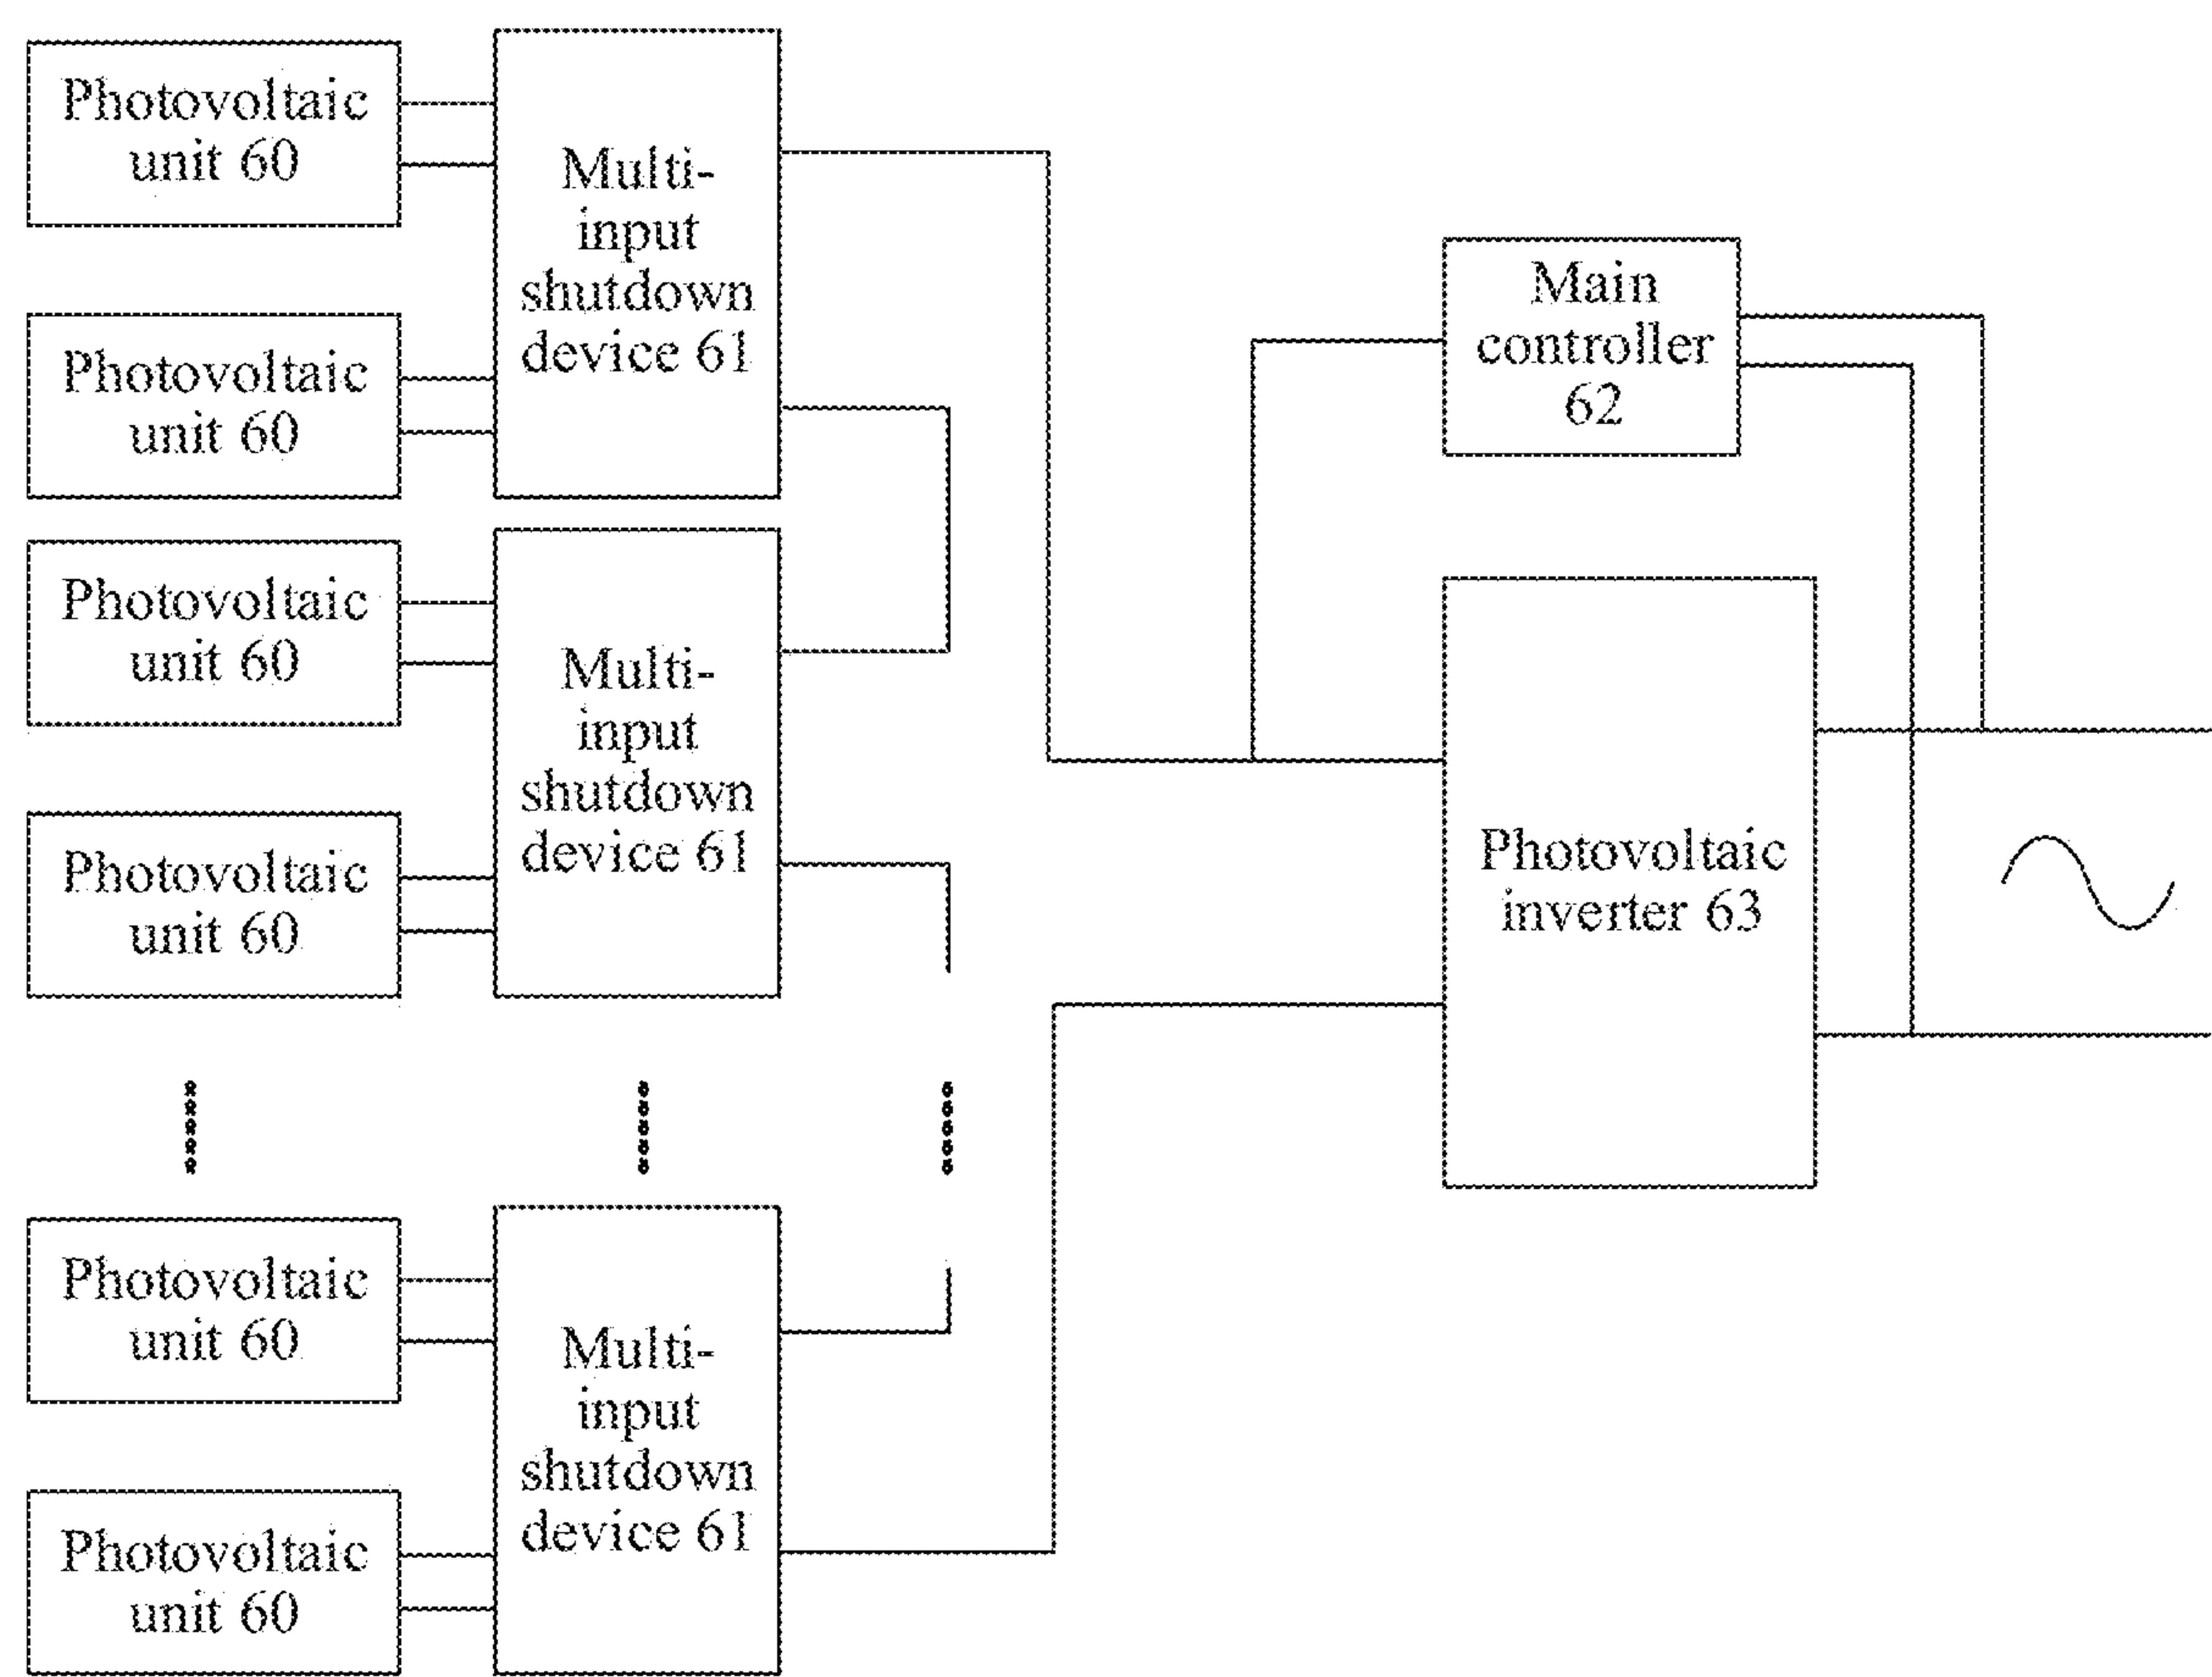 Photovoltaic
unit 60
Photovoltaic
unit 60
Multi-
input
shutdown
device 61
Photovoltaic
unit 60
Photovoltaic
unit 60
Multi-
input
shutdown
device 61
Photovoltaic
unit 60
Photovoltaic
unit 60
Multi-
input
shutdown
device 61
Main
controller
62
Photovoltaic
inverter 63